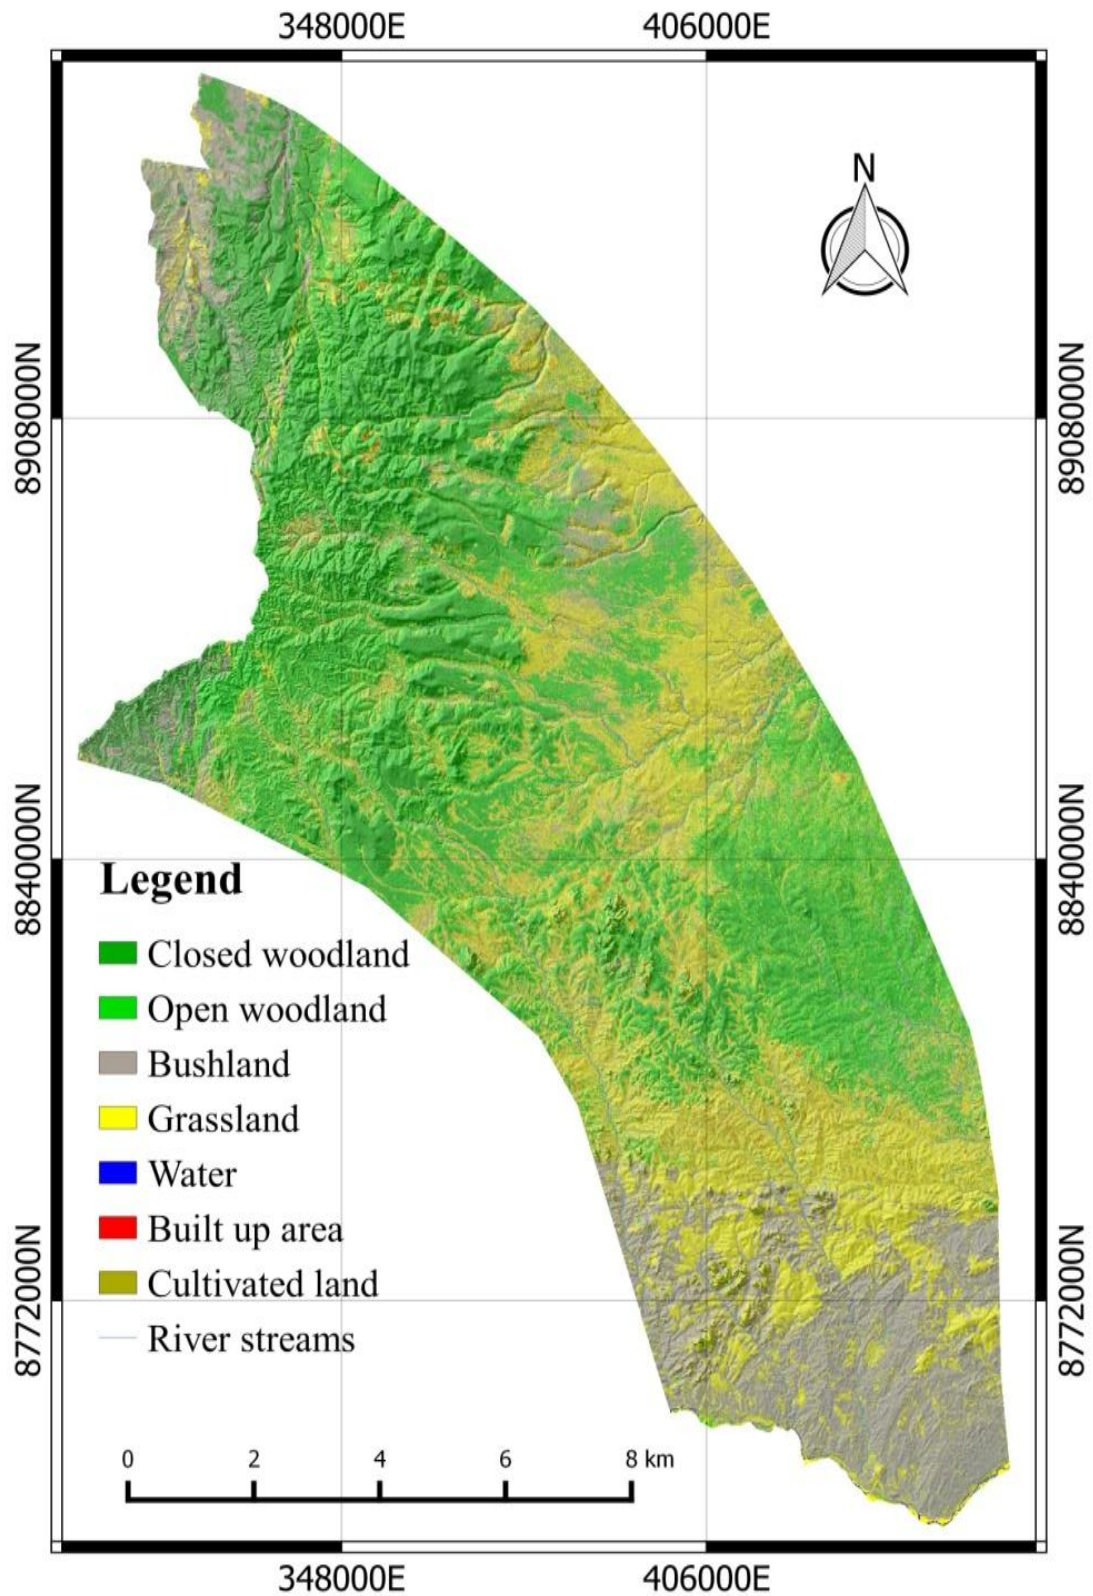 348000E 406000E
N
8908000N 8908000N
8840000N 8840000N
Legend
Closed woodland
Open woodland
Bushland
Grassland
Water
Built up area
Cultivated land
River streams
8772000N 8772000N
0 2 4 6 8 km
348000E 406000E